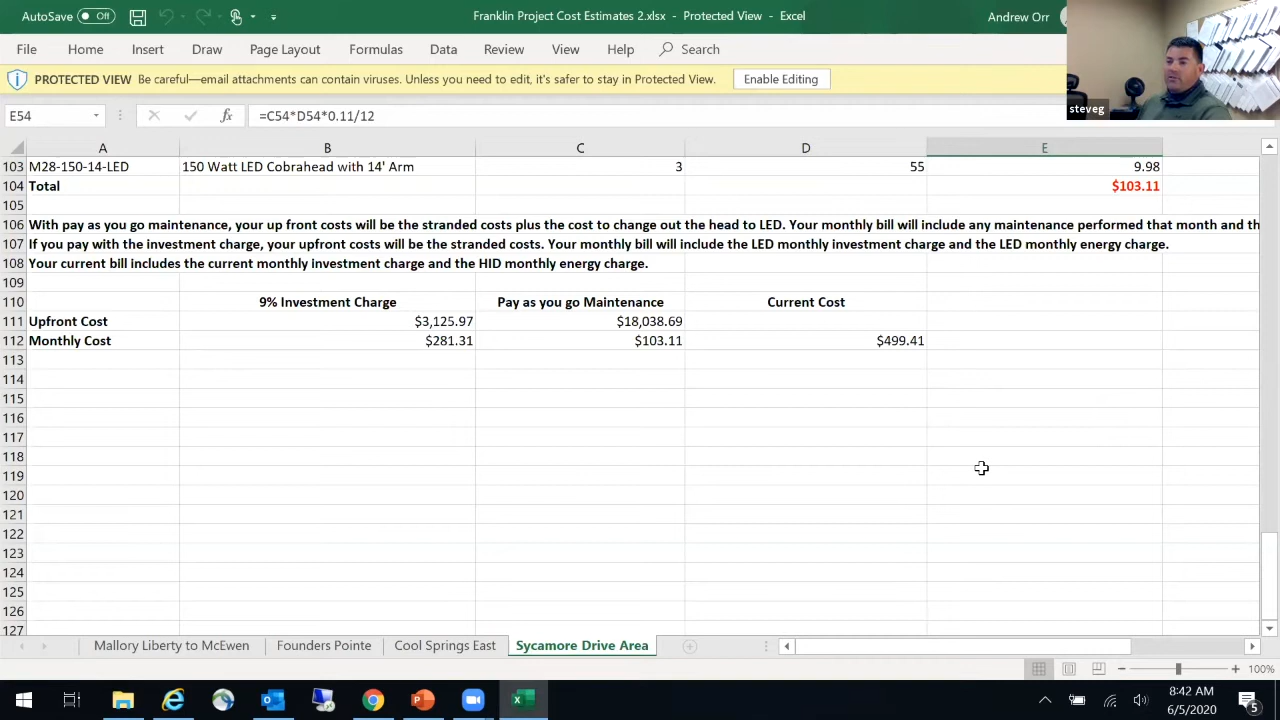 AutoSave Off
Franklin Project Cost Estimates 2.xlsx - Protected View - Excel
Andrew Orr
File Home Insert Draw Page Layout Formulas Data Review View Help Search
PROTECTED VIEW Be careful—email attachments can contain viruses. Unless you need to edit, it's safer to stay in Protected View. Enable Editing
steveg
E54 fx =C54*D54*0.11/12
A B C D E
103 M28-150-14-LED 150 Watt LED Cobrahead with 14' Arm 3 55 9.98
104 Total $103.11
105
106 With pay as you go maintenance, your up front costs will be the stranded costs plus the cost to change out the head to LED. Your monthly bill will include any maintenance performed that month and th
107 If you pay with the investment charge, your upfront costs will be the stranded costs. Your monthly bill will include the LED monthly investment charge and the LED monthly energy charge.
108 Your current bill includes the current monthly investment charge and the HID monthly energy charge.
109
110 9% Investment Charge Pay as you go Maintenance Current Cost
111 Upfront Cost $3,125.97 $18,038.69
112 Monthly Cost $281.31 $103.11 $499.41
113
114
115
116
117
118
119
120
121
122
123
124
125
126
127
Mallory Liberty to McEwen Founders Pointe Cool Springs East Sycamore Drive Area
100%
8:42 AM
6/5/2020
5